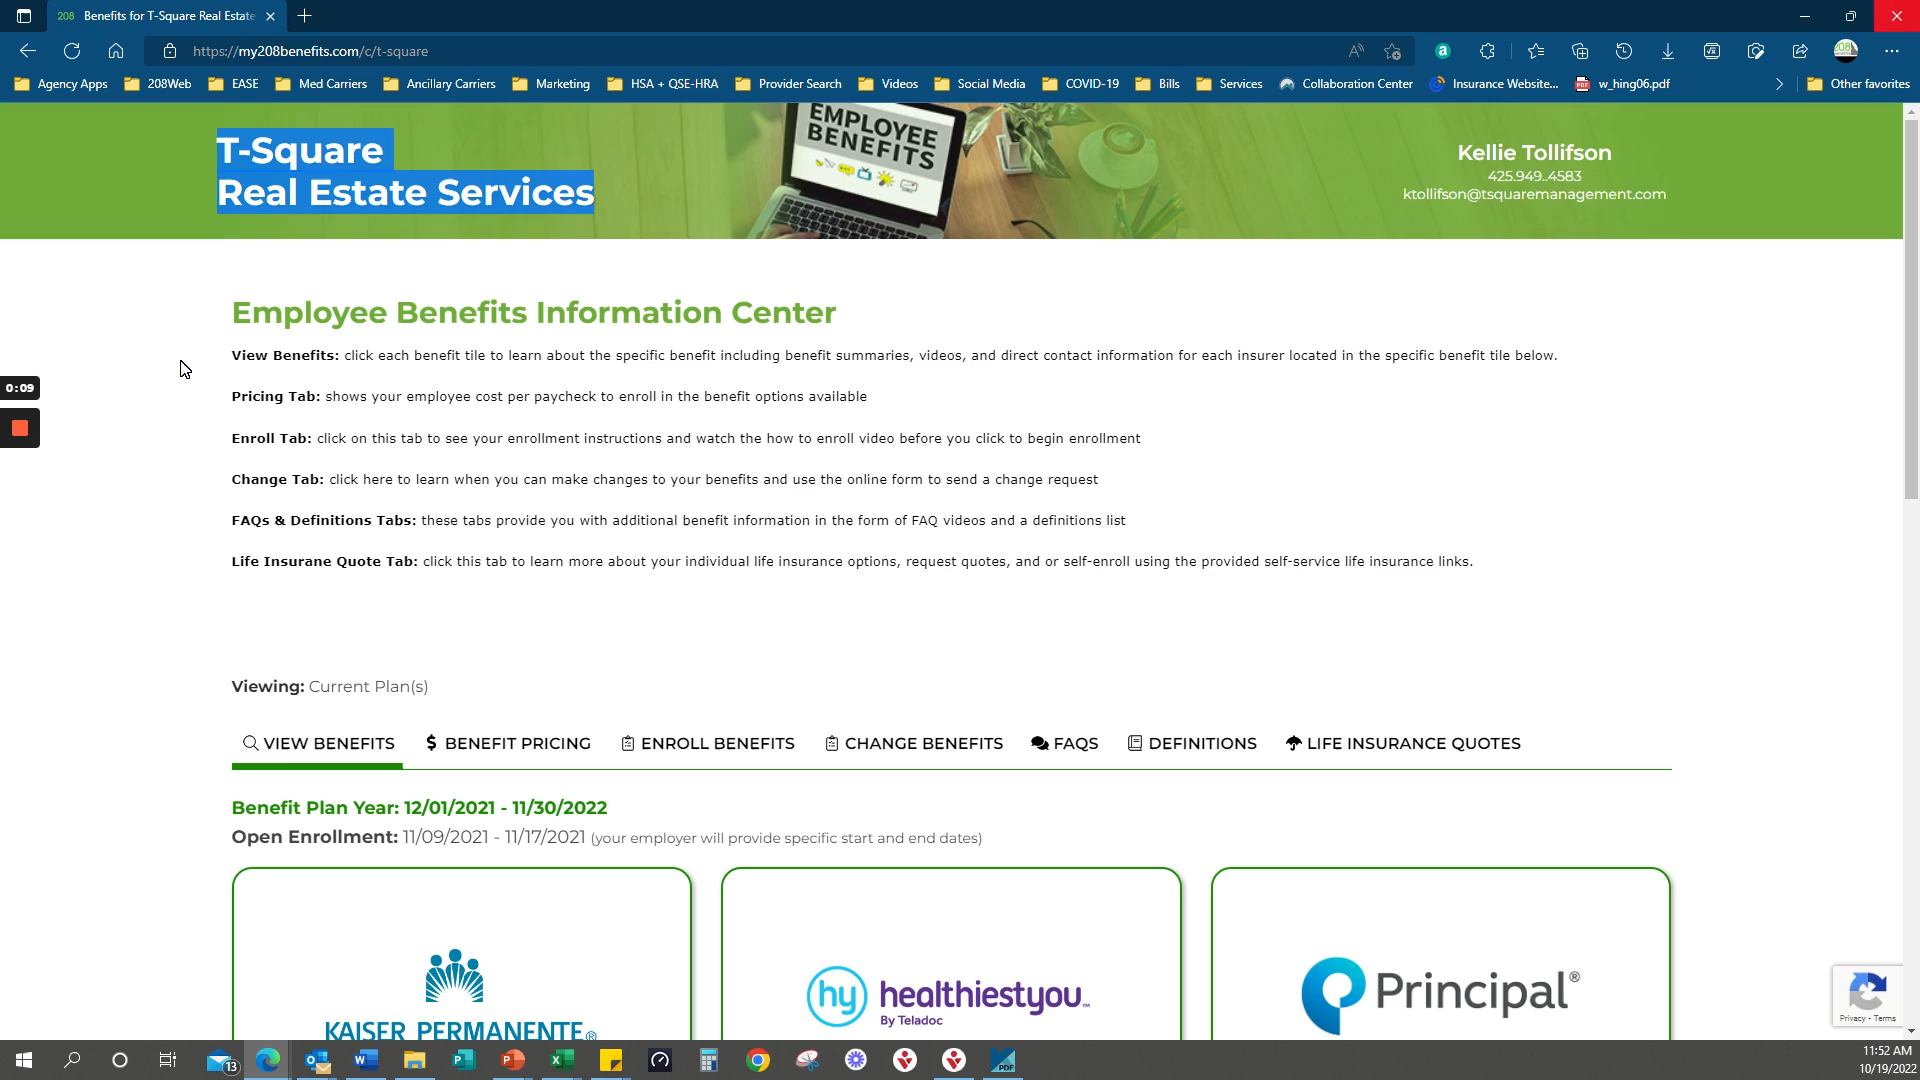 208 Benefits for T-Square Real Estate
https://my208benefits.com/c/t-square
Agency Apps 208Web EASE Med Carriers Ancillary Carriers Marketing HSA + QSE-HRA Provider Search Videos Social Media COVID-19 Bills Services Collaboration Center Insurance Website... w_hing06.pdf Other favorites
T-Square
Real Estate Services
EMPLOYEE
BENEFITS
Kellie Tollifson
425.949..4583
ktollifson@tsquaremanagement.com
Employee Benefits Information Center
View Benefits: click each benefit tile to learn about the specific benefit including benefit summaries, videos, and direct contact information for each insurer located in the specific benefit tile below.
0:09
Pricing Tab: shows your employee cost per paycheck to enroll in the benefit options available
Enroll Tab: click on this tab to see your enrollment instructions and watch the how to enroll video before you click to begin enrollment
Change Tab: click here to learn when you can make changes to your benefits and use the online form to send a change request
FAQs & Definitions Tabs: these tabs provide you with additional benefit information in the form of FAQ videos and a definitions list
Life Insurane Quote Tab: click this tab to learn more about your individual life insurance options, request quotes, and or self-enroll using the provided self-service life insurance links.
Viewing: Current Plan(s)
VIEW BENEFITS $ BENEFIT PRICING ENROLL BENEFITS CHANGE BENEFITS FAQS DEFINITIONS LIFE INSURANCE QUOTES
Benefit Plan Year: 12/01/2021 - 11/30/2022
Open Enrollment: 11/09/2021 - 11/17/2021 (your employer will provide specific start and end dates)
KAISER PERMANENTE®
hy healthiestyou™
By Teladoc
Principal®
Privacy - Terms
13
11:52 AM
10/19/2022